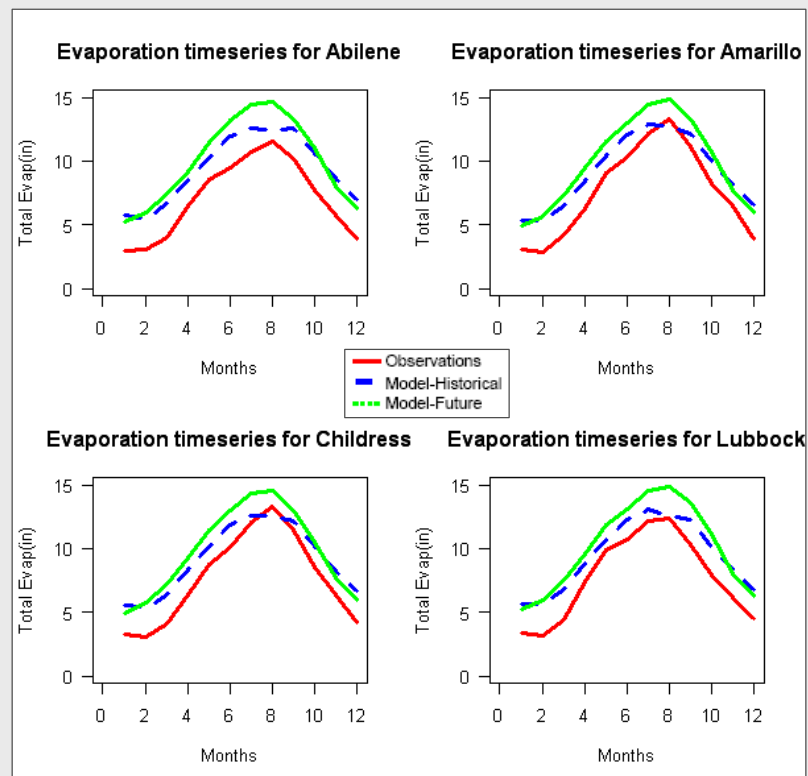 Evaporation timeseries for Abilene
Total Evap(in)
15
10
5
0
0 2 4 6 8 10 12
Months
Evaporation timeseries for Amarillo
Total Evap(in)
15
10
5
0
0 2 4 6 8 10 12
Months
Observations
Model-Historical
Model-Future
Evaporation timeseries for Childress
Total Evap(in)
15
10
5
0
0 2 4 6 8 10 12
Months
Evaporation timeseries for Lubbock
Total Evap(in)
15
10
5
0
0 2 4 6 8 10 12
Months